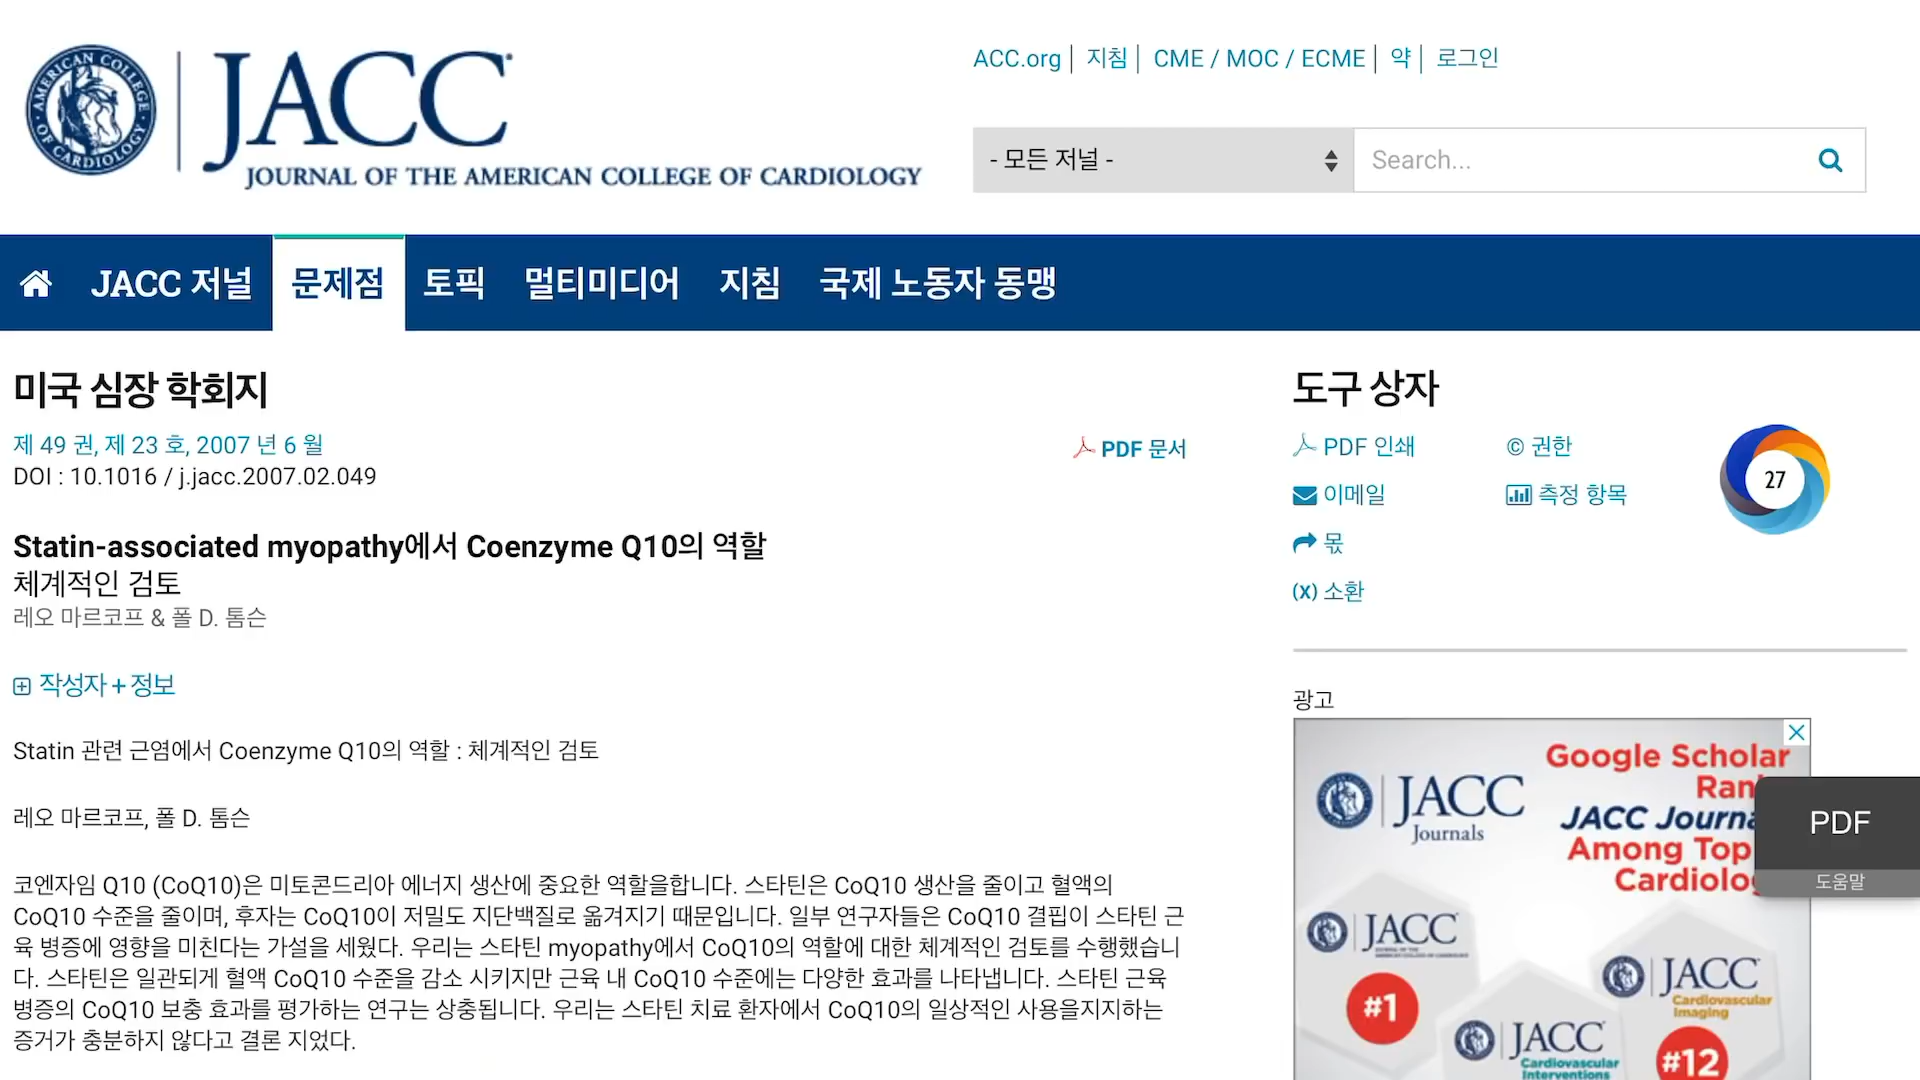 AMERICAN COLLEGE OF CARDIOLOGY
JACC
JOURNAL OF THE AMERICAN COLLEGE OF CARDIOLOGY
ACC.org | 지침 | CME / MOC / ECME | 약 | 로그인
- 모든 저널 -
Search...
JACC 저널 문제점 토픽 멀티미디어 지침 국제 노동자 동맹
미국 심장 학회지
제 49 권, 제 23 호, 2007 년 6 월
DOI : 10.1016 / j.jacc.2007.02.049
PDF 문서
Statin-associated myopathy에서 Coenzyme Q10의 역할
체계적인 검토
레오 마르코프 & 폴 D. 톰슨
작성자 + 정보
Statin 관련 근염에서 Coenzyme Q10의 역할 : 체계적인 검토
레오 마르코프, 폴 D. 톰슨
코엔자임 Q10 (CoQ10)은 미토콘드리아 에너지 생산에 중요한 역할을합니다. 스타틴은 CoQ10 생산을 줄이고 혈액의
CoQ10 수준을 줄이며, 후자는 CoQ10이 저밀도 지단백질로 옮겨지기 때문입니다. 일부 연구자들은 CoQ10 결핍이 스타틴 근
육 병증에 영향을 미친다는 가설을 세웠다. 우리는 스타틴 myopathy에서 CoQ10의 역할에 대한 체계적인 검토를 수행했습니
다. 스타틴은 일관되게 혈액 CoQ10 수준을 감소 시키지만 근육 내 CoQ10 수준에는 다양한 효과를 나타냅니다. 스타틴 근육
병증의 CoQ10 보충 효과를 평가하는 연구는 상충됩니다. 우리는 스타틴 치료 환자에서 CoQ10의 일상적인 사용을지지하는
증거가 충분하지 않다고 결론 지었다.
도구 상자
PDF 인쇄
© 권한
이메일
측정 항목
몫
(x) 소환
27
광고
Google Scholar
JACC
Journals
JACC
Among Top
JACC
#1
JACC
Cardiovascular
Imaging
JACC
Cardiovascular
Interventions
#12
PDF
도움말